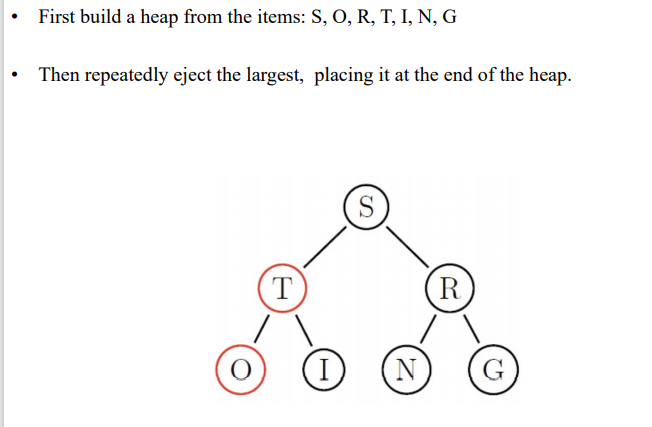 • First build a heap from the items: S, O, R, T, I, N, G
• Then repeatedly eject the largest, placing it at the end of the heap.
S
T R
O I N G